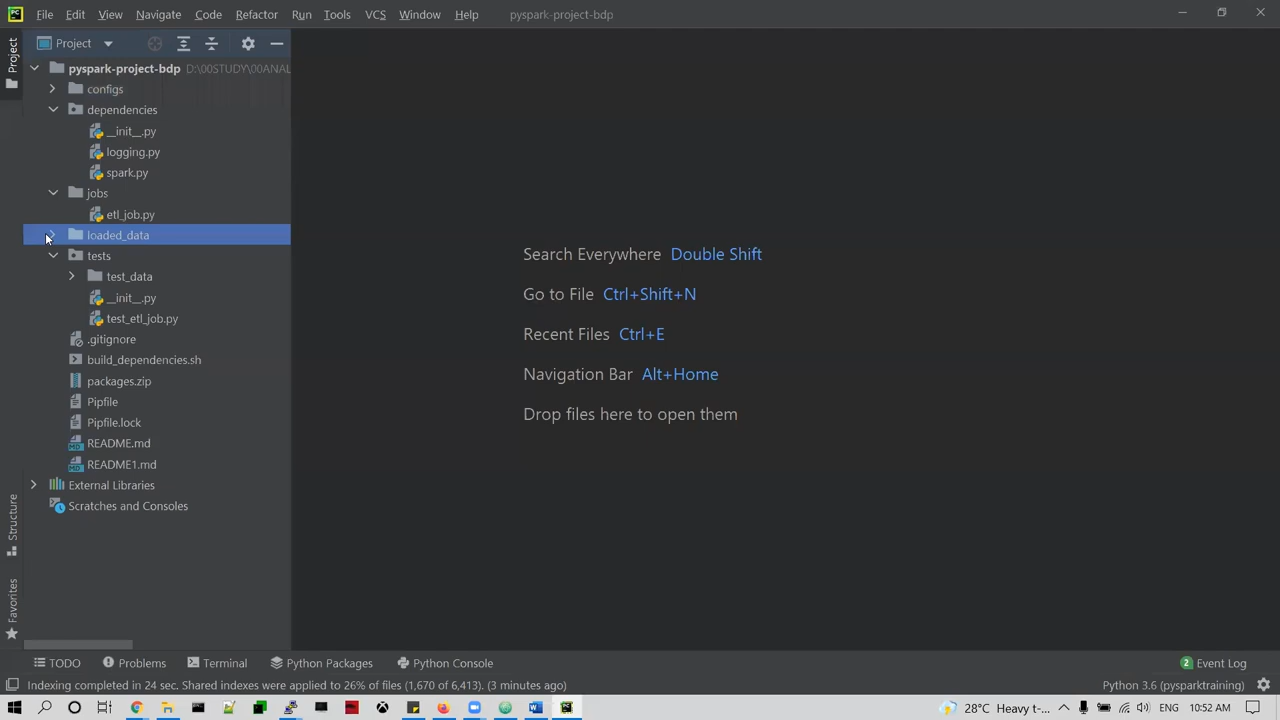 PC File Edit View Navigate Code Refactor Run Tools VCS Window Help pyspark-project-bdp
Project
Project
pyspark-project-bdp D:\00STUDY\00ANAL
configs
dependencies
__init__.py
logging.py
spark.py
jobs
etl_job.py
loaded_data
tests
test_data
__init__.py
test_etl_job.py
.gitignore
build_dependencies.sh
packages.zip
Pipfile
Pipfile.lock
README.md
README1.md
External Libraries
Scratches and Consoles
Search Everywhere Double Shift
Go to File Ctrl+Shift+N
Recent Files Ctrl+E
Navigation Bar Alt+Home
Drop files here to open them
Structure
Favorites
TODO Problems Terminal Python Packages Python Console 2 Event Log
Indexing completed in 24 sec. Shared indexes were applied to 26% of files (1,670 of 6,413). (3 minutes ago) Python 3.6 (pysparktraining)
28°C Heavy t-... ENG 10:52 AM